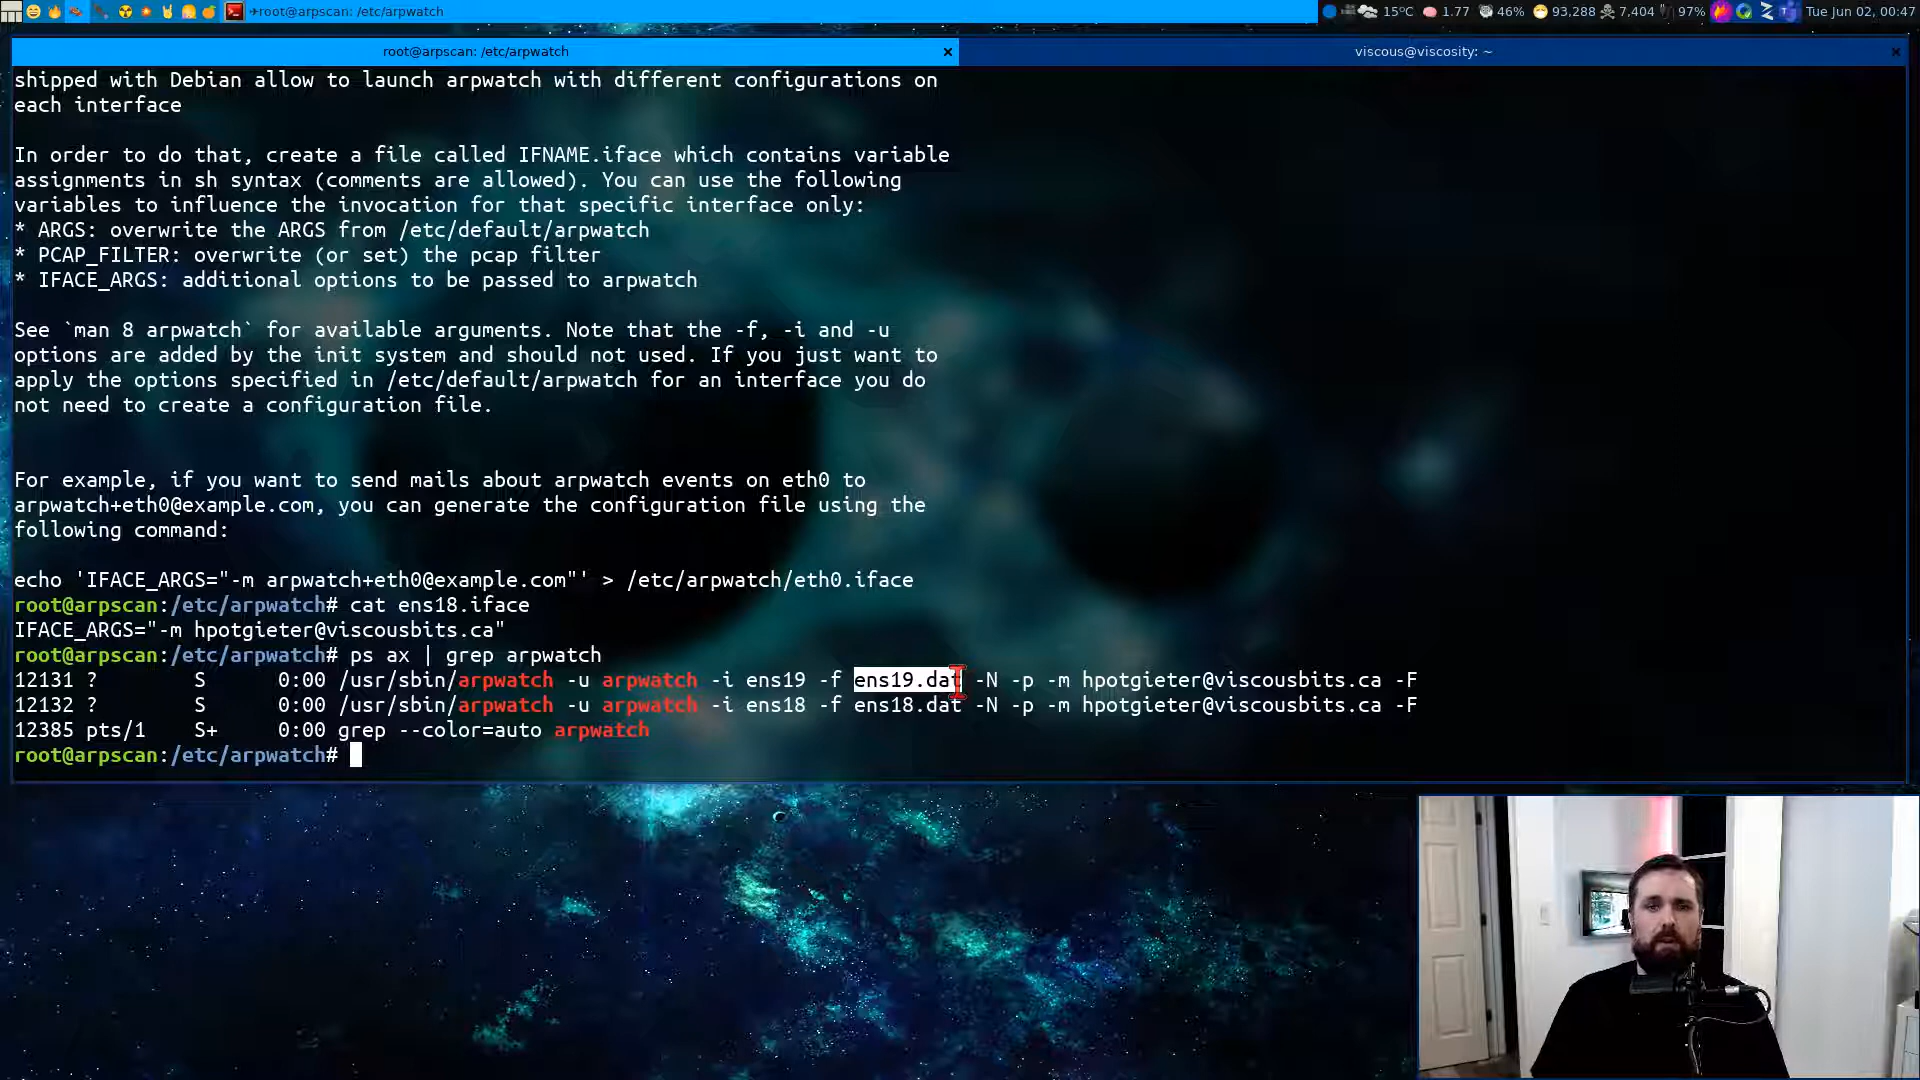 root@arpscan: /etc/arpwatch
15°C
1.77
46%
93,288
7,404
97%
Tue Jun 02, 00:47
root@arpscan: /etc/arpwatch
viscous@viscosity: ~
shipped with Debian allow to launch arpwatch with different configurations on
each interface
In order to do that, create a file called IFNAME.iface which contains variable
assignments in sh syntax (comments are allowed). You can use the following
variables to influence the invocation for that specific interface only:
* ARGS: overwrite the ARGS from /etc/default/arpwatch
* PCAP_FILTER: overwrite (or set) the pcap filter
* IFACE_ARGS: additional options to be passed to arpwatch
See `man 8 arpwatch` for available arguments. Note that the -f, -i and -u
options are added by the init system and should not used. If you just want to
apply the options specified in /etc/default/arpwatch for an interface you do
not need to create a configuration file.
For example, if you want to send mails about arpwatch events on eth0 to
arpwatch+eth0@example.com, you can generate the configuration file using the
following command:
echo 'IFACE_ARGS="-m arpwatch+eth0@example.com"' > /etc/arpwatch/eth0.iface
root@arpscan:/etc/arpwatch# cat ens18.iface
IFACE_ARGS="-m hpotgieter@viscousbits.ca"
root@arpscan:/etc/arpwatch# ps ax | grep arpwatch
12131 ?        S      0:00 /usr/sbin/arpwatch -u arpwatch -i ens19 -f ens19.dat -N -p -m hpotgieter@viscousbits.ca -F
12132 ?        S      0:00 /usr/sbin/arpwatch -u arpwatch -i ens18 -f ens18.dat -N -p -m hpotgieter@viscousbits.ca -F
12385 pts/1    S+     0:00 grep --color=auto arpwatch
root@arpscan:/etc/arpwatch#